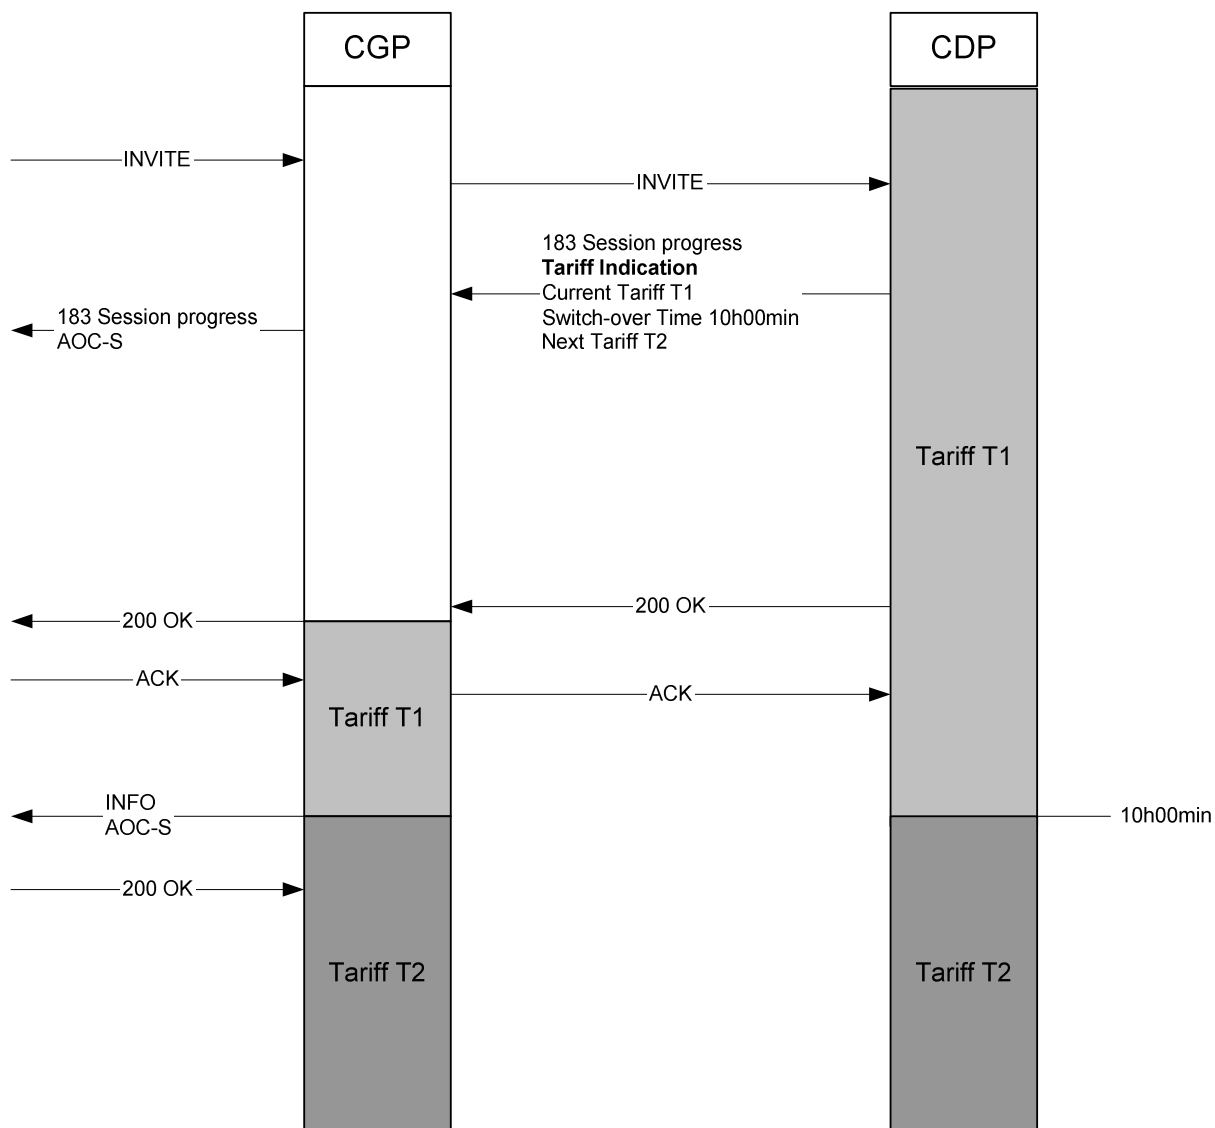 CGP
CDP
INVITE
INVITE
183 Session progress
Tariff Indication
Current Tariff T1
Switch-over Time 10h00min
Next Tariff T2
183 Session progress
AOC-S
Tariff T1
200 OK
200 OK
ACK
ACK
Tariff T1
INFO
AOC-S
10h00min
200 OK
Tariff T2
Tariff T2